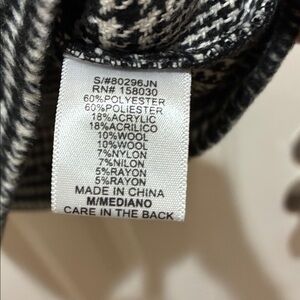 S/#80296JN
RN# 158030
60%POLYESTER
60%POLIESTER
18%ACRYLIC
18%ACRILICO
10%WOOL
10%WOOL
7%NYLON
7%NILON
5%RAYON
5%RAYON
MADE IN CHINA
M/MEDIANO
CARE IN THE BACK